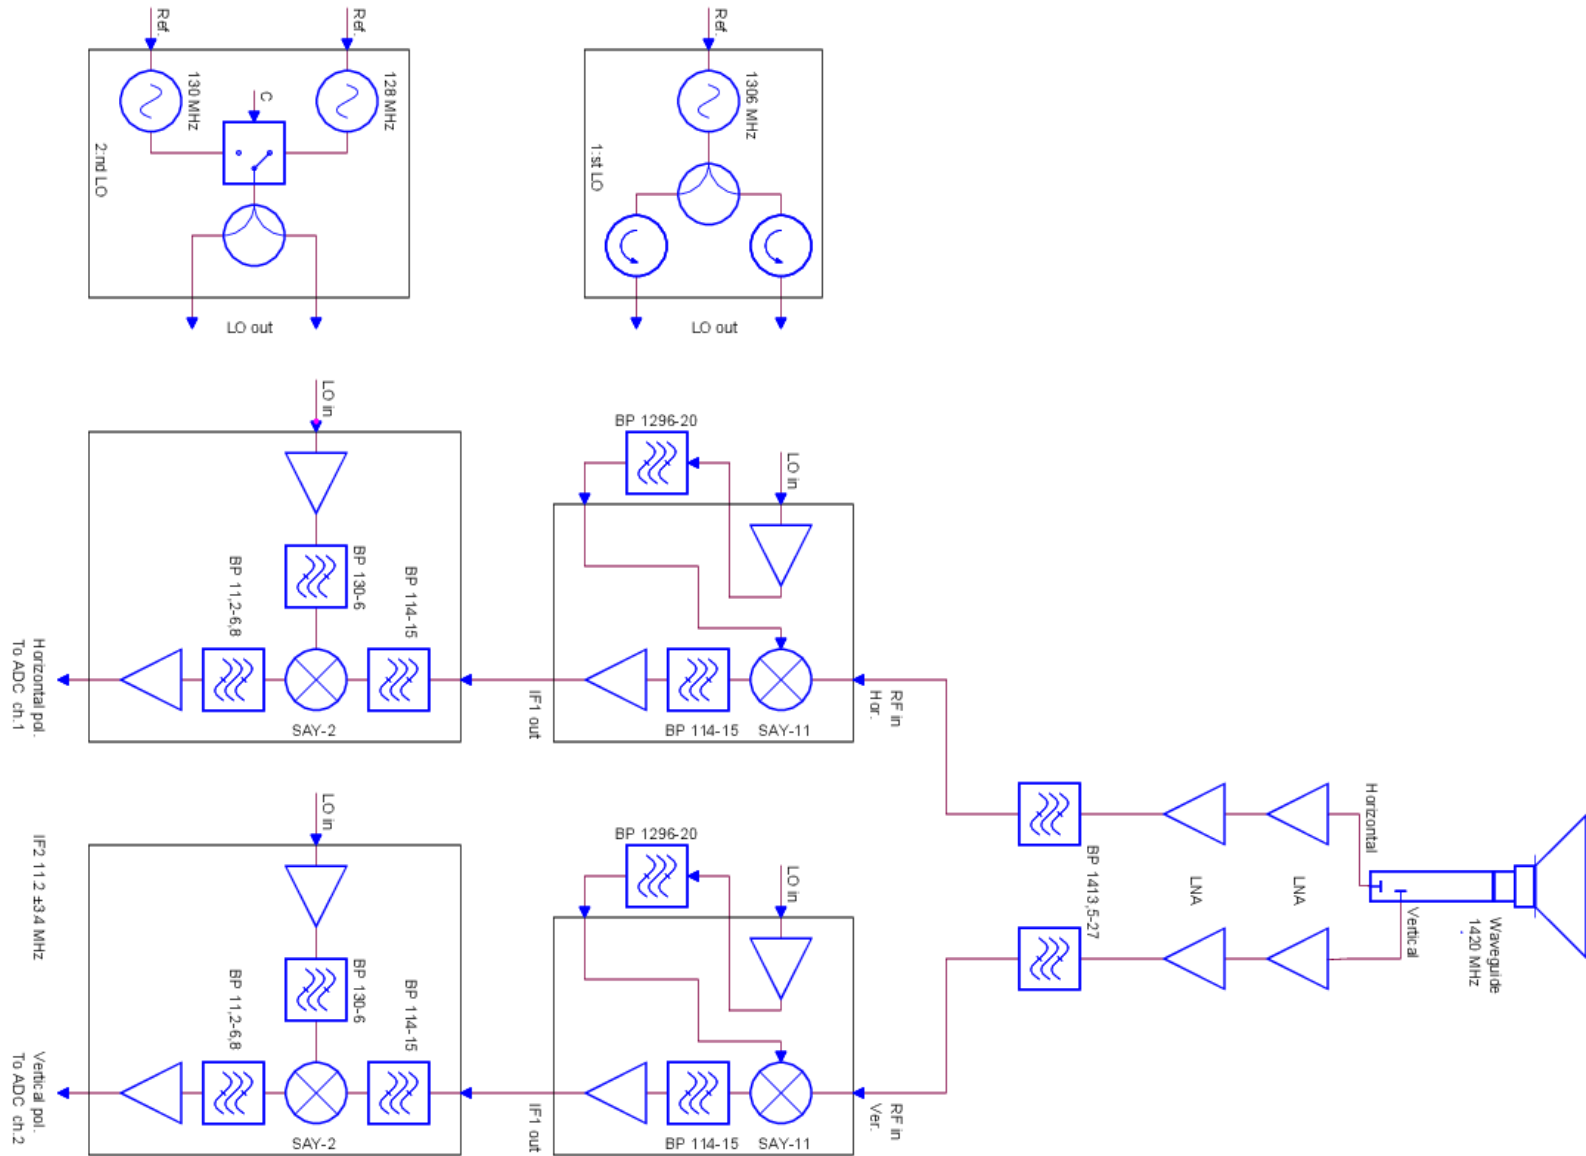 Ref.
Ref.
Ref.
130 MHz
C
128 MHz
1306 MHz
2:nd LO
1:st LO
LO out
LO out
LO in
BP 1296-20
LO in
BP 11,2-6,8
BP 130-6
BP 114-15
Horizontal pol.
To ADC ch.1
SAY-2
IF1 out
BP 114-15
SAY-11
RF in
Hor.
Horizontal
LNA
LNA
BP 1413,5-27
Vertical
Waveguide
1420 MHz
IF2 11.2 ±3.4 MHz
LO in
BP 1296-20
LO in
BP 11,2-6,8
BP 130-6
BP 114-15
Vertical pol.
To ADC ch.2
SAY-2
IF1 out
BP 114-15
SAY-11
RF in
Ver.